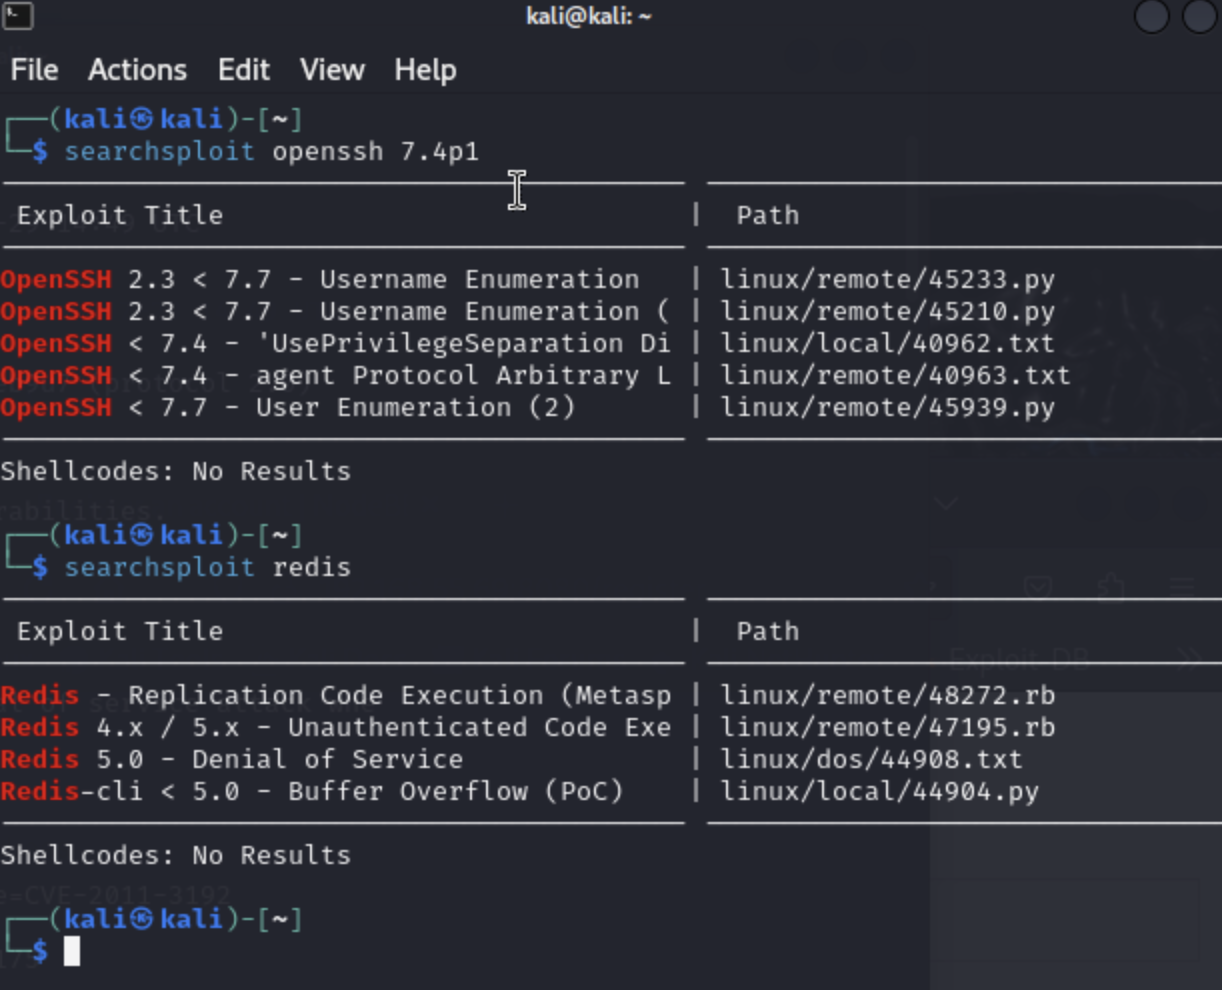 kali@kali: ~
File Actions Edit View Help
(kali㉿kali)-[~]
$ searchsploit openssh 7.4p1
Exploit Title | Path
OpenSSH 2.3 < 7.7 - Username Enumeration | linux/remote/45233.py
OpenSSH 2.3 < 7.7 - Username Enumeration ( | linux/remote/45210.py
OpenSSH < 7.4 - 'UsePrivilegeSeparation Di | linux/local/40962.txt
OpenSSH < 7.4 - agent Protocol Arbitrary L | linux/remote/40963.txt
OpenSSH < 7.7 - User Enumeration (2) | linux/remote/45939.py
Shellcodes: No Results
rabilities.
(kali㉿kali)-[~]
$ searchsploit redis
Exploit Title | Path
Exploit-DB
Redis - Replication Code Execution (Metasp | linux/remote/48272.rb
Redis 4.x / 5.x - Unauthenticated Code Exe | linux/remote/47195.rb
Redis 5.0 - Denial of Service | linux/dos/44908.txt
Redis-cli < 5.0 - Buffer Overflow (PoC) | linux/local/44904.py
Shellcodes: No Results
e=CVE-2011-3192
(kali㉿kali)-[~]
$